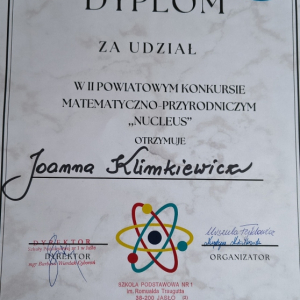 DYPLOM
ZA UDZIAŁ
W II POWIATOWYM KONKURSIE
MATEMATYCZNO-PRZYRODNICZYM
„NUCLEUS”
OTRZYMUJE
Joanna Klimkiewicz
DYREKTOR
DYREKTOR
ORGANIZATOR
SZKOŁA PODSTAWOWA NR 1
im. Romualda Traugutta
38-200 JASŁO